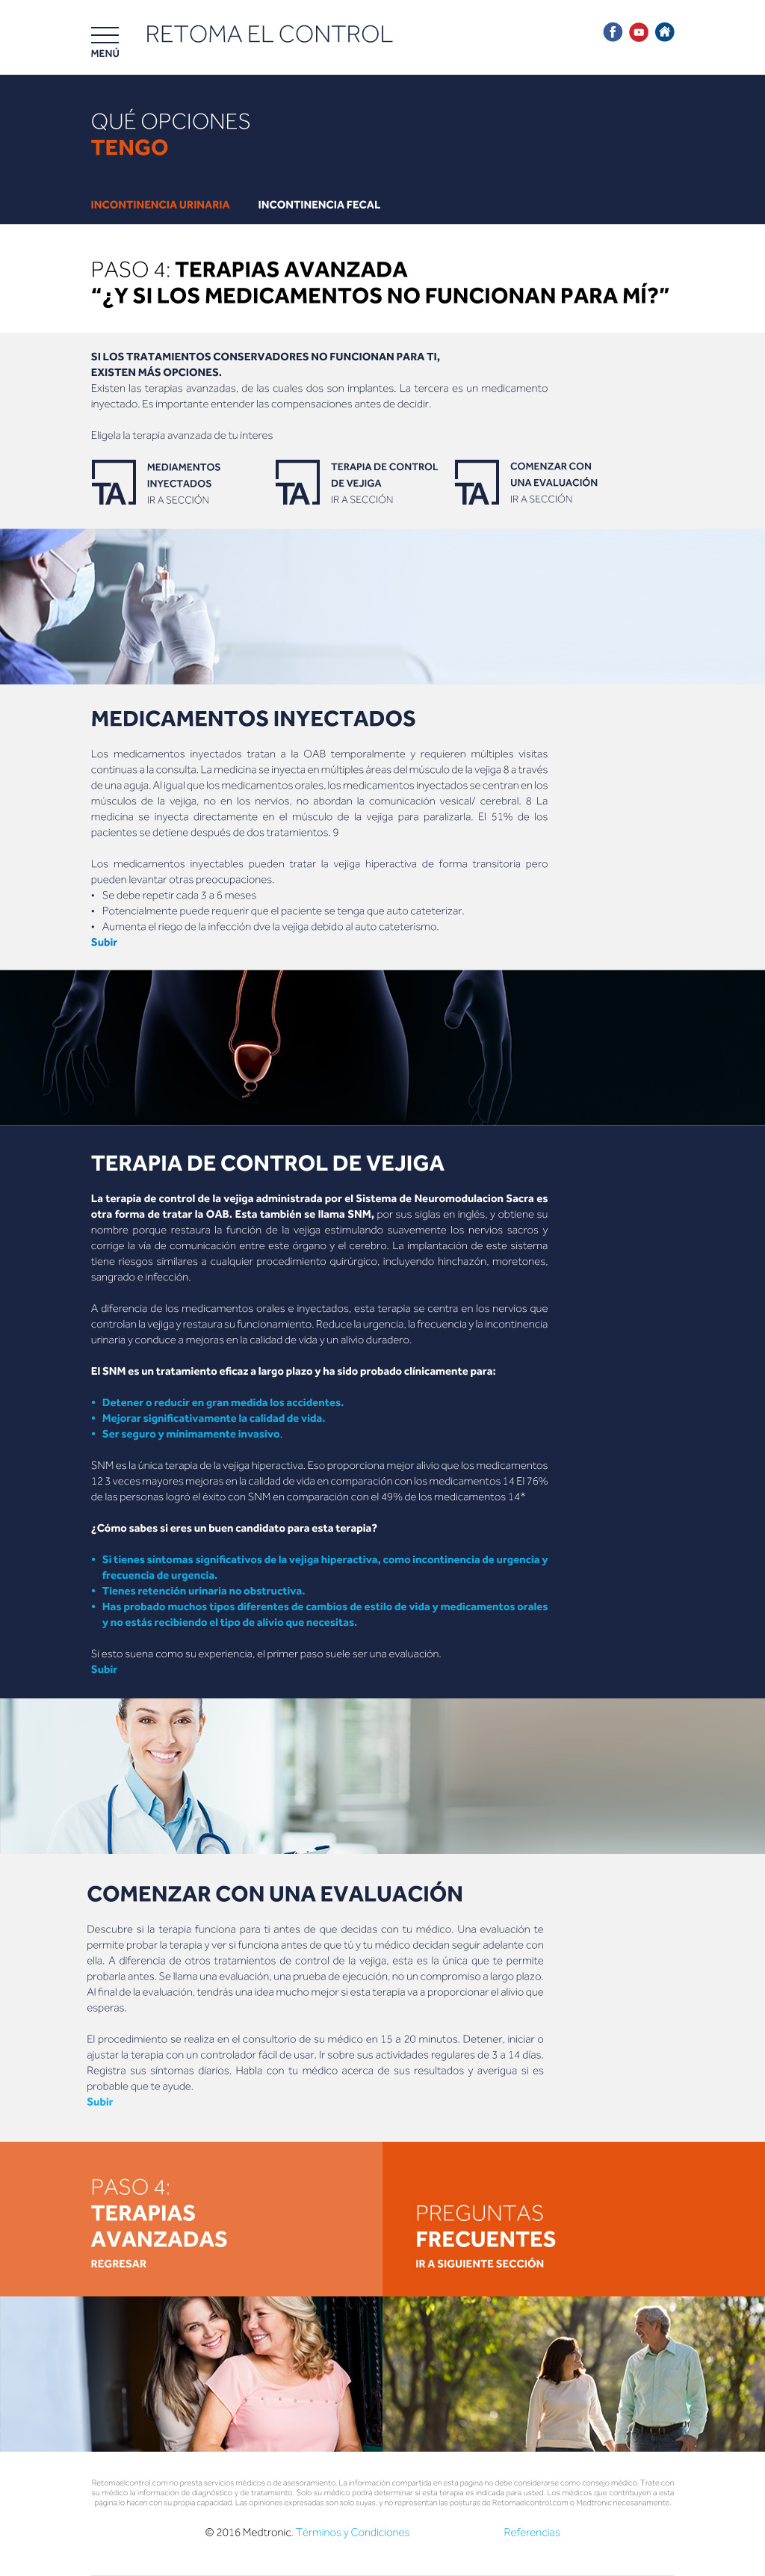 RETOMA EL CONTROL
MENÚ
QUÉ OPCIONES
TENGO
INCONTINENCIA URINARIA INCONTINENCIA FECAL
PASO 4: TERAPIAS AVANZADA
“¿Y SI LOS MEDICAMENTOS NO FUNCIONAN PARA MÍ?”
SI LOS TRATAMIENTOS CONSERVADORES NO FUNCIONAN PARA TI,
EXISTEN MÁS OPCIONES.
Existen las terapias avanzadas, de las cuales dos son implantes. La tercera es un medicamento
inyectado. Es importante entender las compensaciones antes de decidir.
Eligela la terapia avanzada de tu interes
TA
MEDIAMENTOS
INYECTADOS
IR A SECCIÓN
TA
TERAPIA DE CONTROL
DE VEJIGA
IR A SECCIÓN
TA
COMENZAR CON
UNA EVALUACIÓN
IR A SECCIÓN
MEDICAMENTOS INYECTADOS
Los medicamentos inyectados tratan a la OAB temporalmente y requieren múltiples visitas
continuas a la consulta. La medicina se inyecta en múltiples áreas del músculo de la vejiga 8 a través
de una aguja. Al igual que los medicamentos orales, los medicamentos inyectados se centran en los
músculos de la vejiga, no en los nervios, no abordan la comunicación vesical/ cerebral. 8 La
medicina se inyecta directamente en el músculo de la vejiga para paralizarla. El 51% de los
pacientes se detiene después de dos tratamientos. 9
Los medicamentos inyectables pueden tratar la vejiga hiperactiva de forma transitoria pero
pueden levantar otras preocupaciones.
• Se debe repetir cada 3 a 6 meses
• Potencialmente puede requerir que el paciente se tenga que auto cateterizar.
• Aumenta el riego de la infección dve la vejiga debido al auto cateterismo.
Subir
TERAPIA DE CONTROL DE VEJIGA
La terapia de control de la vejiga administrada por el Sistema de Neuromodulacion Sacra es
otra forma de tratar la OAB. Esta también se llama SNM, por sus siglas en inglés, y obtiene su
nombre porque restaura la función de la vejiga estimulando suavemente los nervios sacros y
corrige la vía de comunicación entre este órgano y el cerebro. La implantación de este sistema
tiene riesgos similares a cualquier procedimiento quirúrgico, incluyendo hinchazón, moretones,
sangrado e infección.
A diferencia de los medicamentos orales e inyectados, esta terapia se centra en los nervios que
controlan la vejiga y restaura su funcionamiento. Reduce la urgencia, la frecuencia y la incontinencia
urinaria y conduce a mejoras en la calidad de vida y un alivio duradero.
El SNM es un tratamiento eficaz a largo plazo y ha sido probado clínicamente para:
• Detener o reducir en gran medida los accidentes.
• Mejorar significativamente la calidad de vida.
• Ser seguro y mínimamente invasivo.
SNM es la única terapia de la vejiga hiperactiva. Eso proporciona mejor alivio que los medicamentos
12 3 veces mayores mejoras en la calidad de vida en comparación con los medicamentos 14 El 76%
de las personas logró el éxito con SNM en comparación con el 49% de los medicamentos 14*
¿Cómo sabes si eres un buen candidato para esta terapia?
• Si tienes síntomas significativos de la vejiga hiperactiva, como incontinencia de urgencia y
frecuencia de urgencia.
• Tienes retención urinaria no obstructiva.
• Has probado muchos tipos diferentes de cambios de estilo de vida y medicamentos orales
y no estás recibiendo el tipo de alivio que necesitas.
Si esto suena como su experiencia, el primer paso suele ser una evaluación.
Subir
COMENZAR CON UNA EVALUACIÓN
Descubre si la terapia funciona para ti antes de que decidas con tu médico. Una evaluación te
permite probar la terapia y ver si funciona antes de que tú y tu médico decidan seguir adelante con
ella. A diferencia de otros tratamientos de control de la vejiga, esta es la única que te permite
probarla antes. Se llama una evaluación, una prueba de ejecución, no un compromiso a largo plazo.
Al final de la evaluación, tendrás una idea mucho mejor si esta terapia va a proporcionar el alivio que
esperas.
El procedimiento se realiza en el consultorio de su médico en 15 a 20 minutos. Detener, iniciar o
ajustar la terapia con un controlador fácil de usar. Ir sobre sus actividades regulares de 3 a 14 días.
Registra sus síntomas diarios. Habla con tu médico acerca de sus resultados y averigua si es
probable que te ayude.
Subir
PASO 4:
TERAPIAS
AVANZADAS
REGRESAR
PREGUNTAS
FRECUENTES
IR A SIGUIENTE SECCIÓN
Retomaelcontrol.com no presta servicios médicos o de asesoramiento. La información compartida en esta pagina no debe considerarse como consejo médico. Trate con
su médico la información de diagnóstico y de tratamiento. Solo su médico podrá determinar si esta terapia es indicada para usted. Los médicos que contribuyen a esta
página lo hacen con su propia capacidad. Las opiniones expresadas son solo suyas, y no representan las posturas de Retomaelcontrol.com o Medtronic necesariamente.
© 2016 Medtronic. Términos y Condiciones Referencias